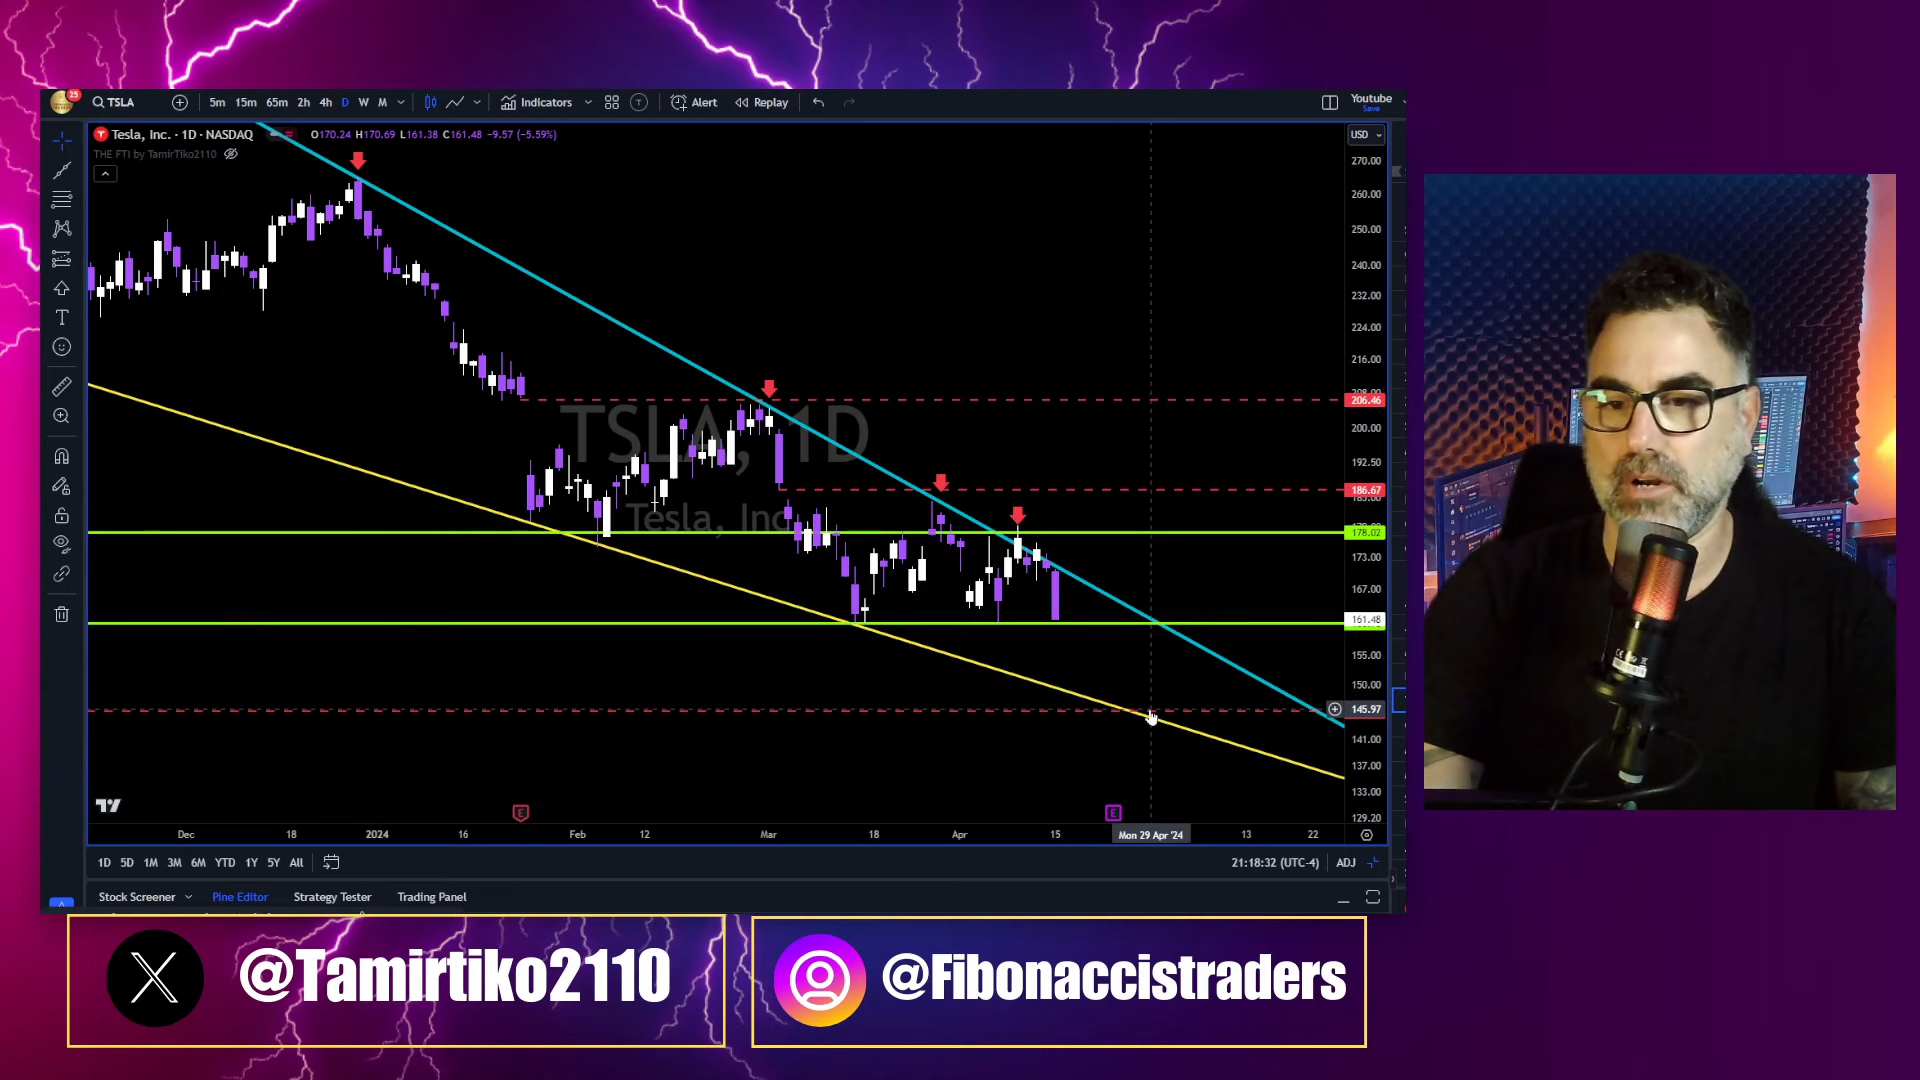 25
TSLA
5m 15m 65m 2h 4h D W M
Indicators
T
Alert
Replay
Youtube
Save
Tesla, Inc. · 1D · NASDAQ
O170.24 H170.69 L161.38 C161.48 -9.57 (-5.59%)
THE FTI by TamirTiko2110
USD
270.00
260.00
250.00
240.00
232.00
224.00
216.00
208.00
206.46
200.00
192.50
186.67
178.02
173.00
167.00
161.48
155.00
150.00
145.97
141.00
137.00
133.00
129.20
TSLA, 1D
Tesla, Inc
E
E
Dec 18 2024 16 Feb 12 Mar 18 Apr 15 Mon 29 Apr '24 13 22
1D 5D 1M 3M 6M YTD 1Y 5Y All
21:18:32 (UTC-4)
ADJ
Stock Screener
Pine Editor
Strategy Tester
Trading Panel
@Tamirtiko2110
@Fibonaccistraders